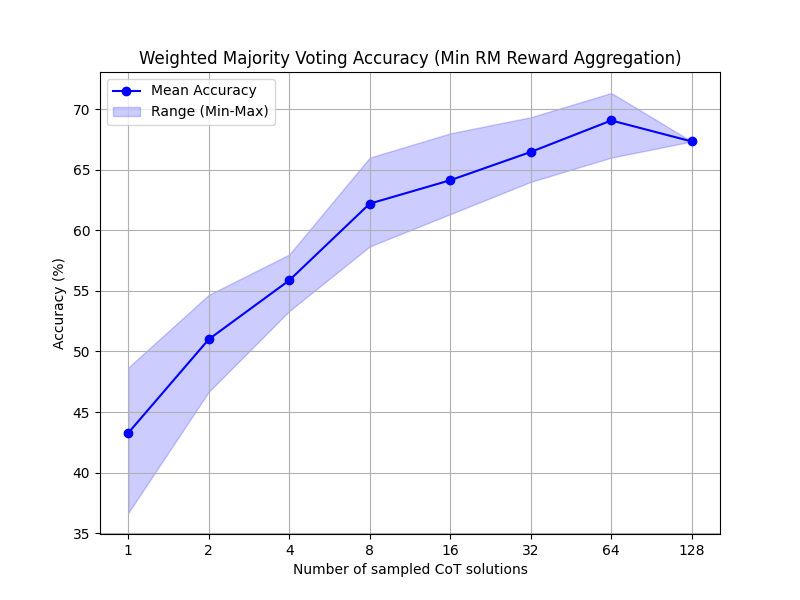 Weighted Majority Voting Accuracy (Min RM Reward Aggregation)
Mean Accuracy
Range (Min-Max)
Accuracy (%)
70
65
60
55
50
45
40
35
1 2 4 8 16 32 64 128
Number of sampled CoT solutions